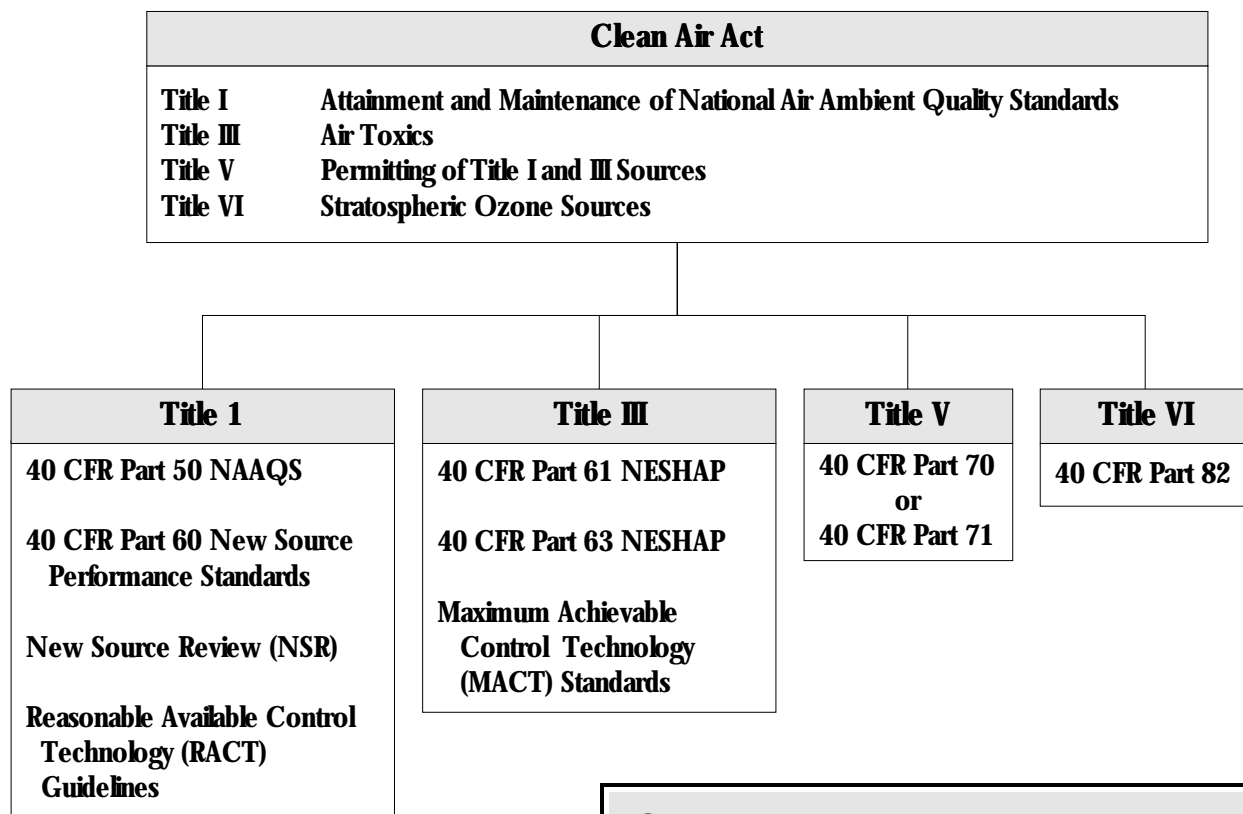 Clean Air Act
Title I Attainment and Maintenance of National Air Ambient Quality Standards
Title III Air Toxics
Title V Permitting of Title I and III Sources
Title VI Stratospheric Ozone Sources
Title 1
40 CFR Part 50 NAAQS
40 CFR Part 60 New Source
Performance Standards
New Source Review (NSR)
Reasonable Available Control
Technology (RACT)
Guidelines
Title III
40 CFR Part 61 NESHAP
40 CFR Part 63 NESHAP
Maximum Achievable
Control Technology
(MACT) Standards
Title V
40 CFR Part 70
or
40 CFR Part 71
Title VI
40 CFR Part 82